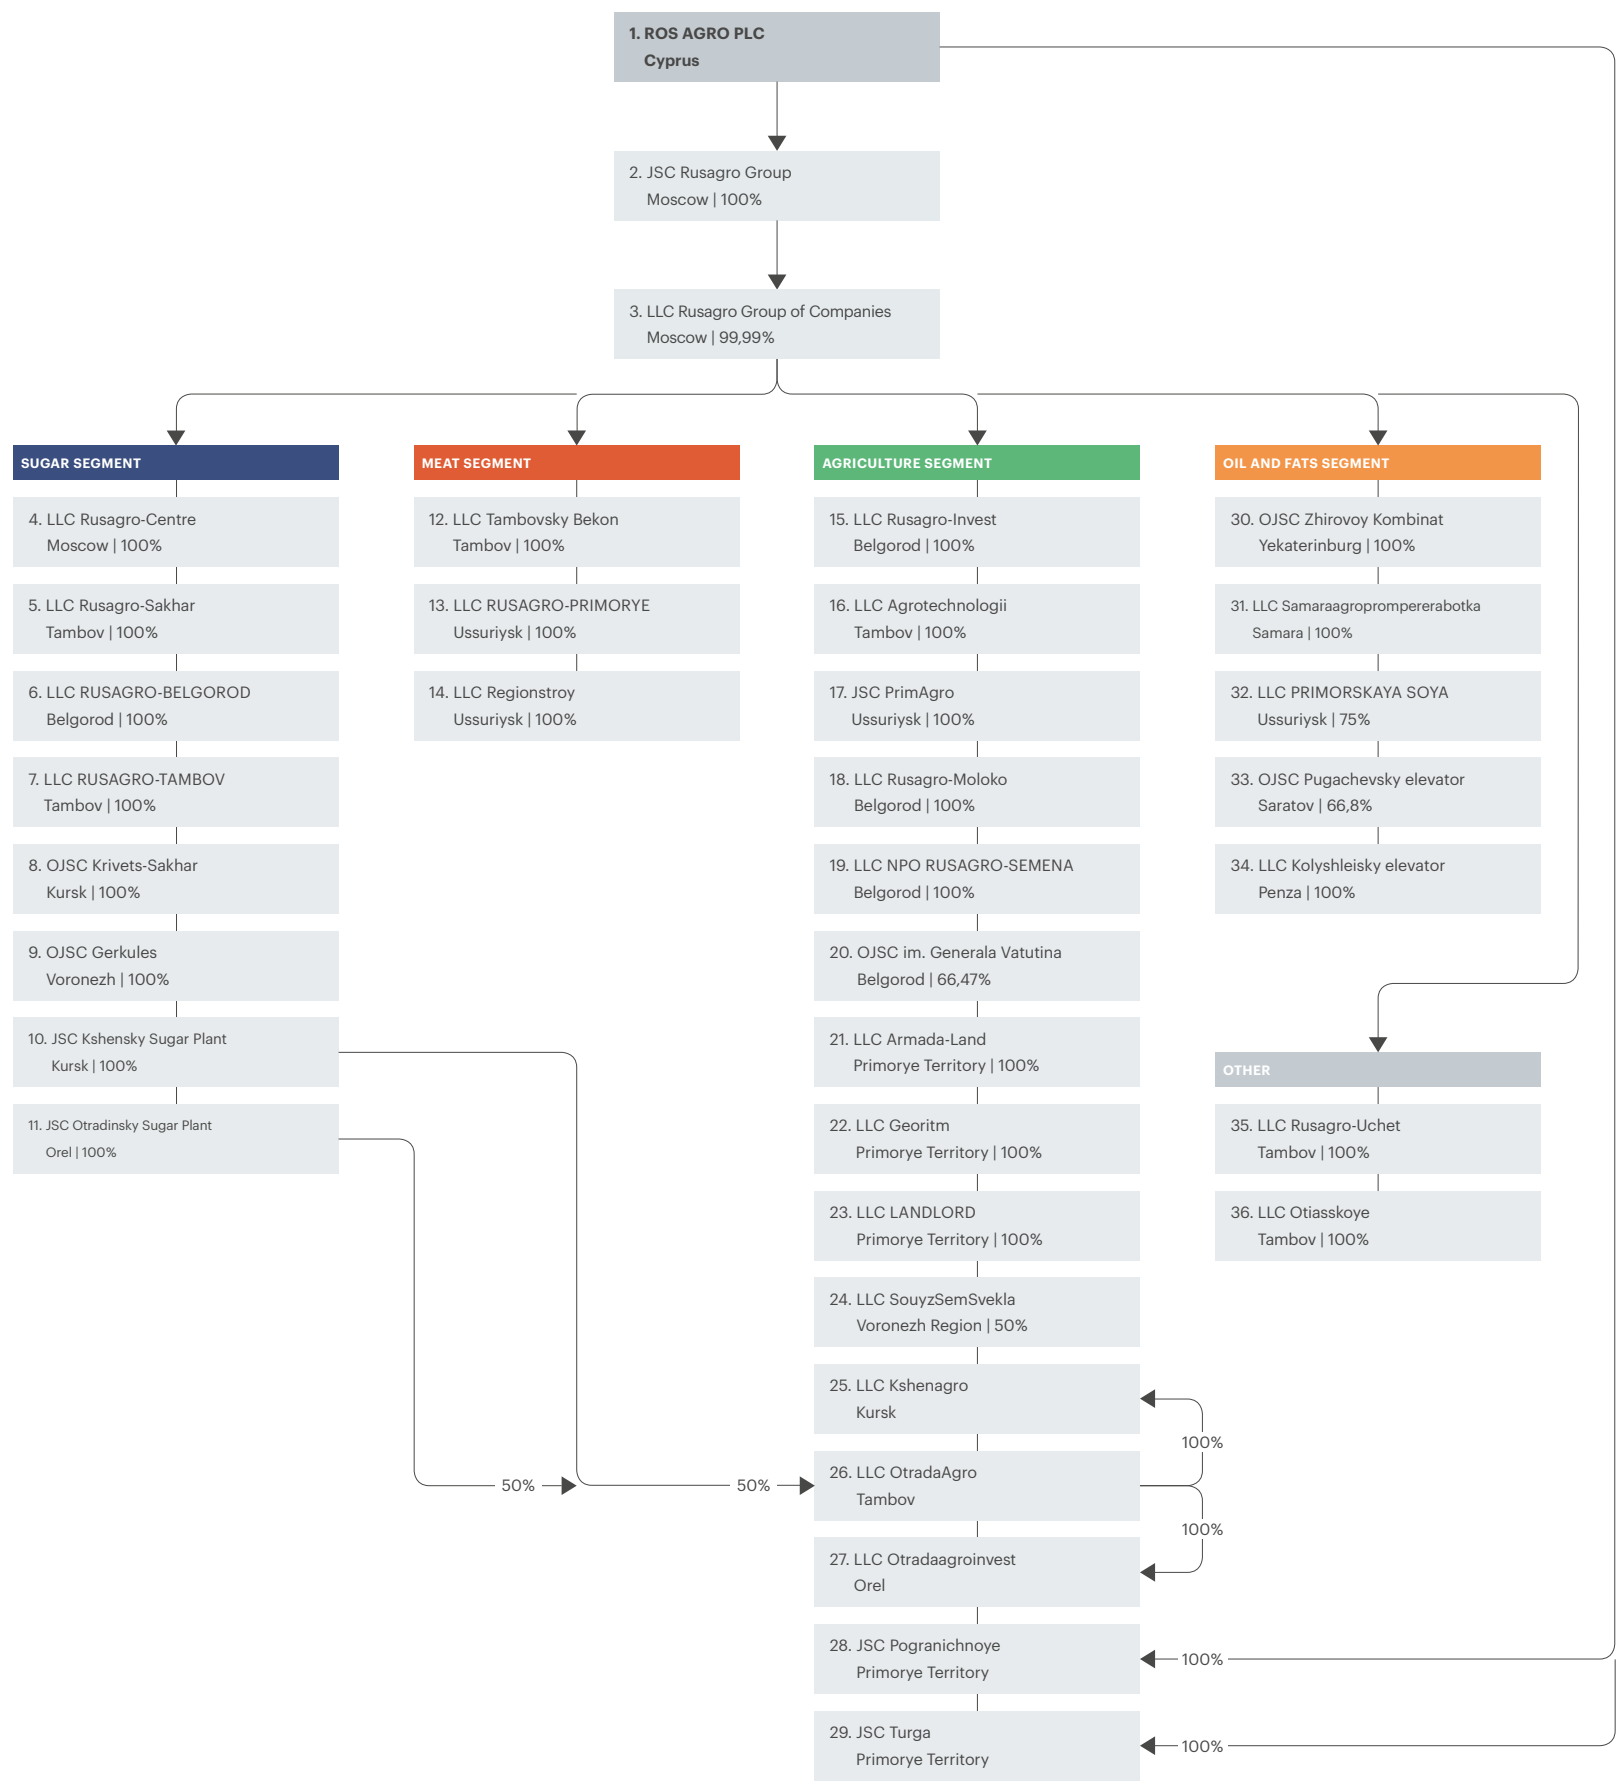 1. ROS AGRO PLC
Cyprus
2. JSC Rusagro Group
Moscow | 100%
3. LLC Rusagro Group of Companies
Moscow | 99,99%
SUGAR SEGMENT
4. LLC Rusagro-Centre
Moscow | 100%
5. LLC Rusagro-Sakhar
Tambov | 100%
6. LLC RUSAGRO-BELGOROD
Belgorod | 100%
7. LLC RUSAGRO-TAMBOV
Tambov | 100%
8. OJSC Krivets-Sakhar
Kursk | 100%
9. OJSC Gerkules
Voronezh | 100%
10. JSC Kshensky Sugar Plant
Kursk | 100%
11. JSC Otradinsky Sugar Plant
Orel | 100%
50%
50%
MEAT SEGMENT
12. LLC Tambovsky Bekon
Tambov | 100%
13. LLC RUSAGRO-PRIMORYE
Ussuriysk | 100%
14. LLC Regionstroy
Ussuriysk | 100%
AGRICULTURE SEGMENT
15. LLC Rusagro-Invest
Belgorod | 100%
16. LLC Agrotechnologii
Tambov | 100%
17. JSC PrimAgro
Ussuriysk | 100%
18. LLC Rusagro-Moloko
Belgorod | 100%
19. LLC NPO RUSAGRO-SEMENA
Belgorod | 100%
20. OJSC im. Generala Vatutina
Belgorod | 66,47%
21. LLC Armada-Land
Primorye Territory | 100%
22. LLC Georitm
Primorye Territory | 100%
23. LLC LANDLORD
Primorye Territory | 100%
24. LLC SouyzSemSvekla
Voronezh Region | 50%
25. LLC Kshenagro
Kursk
100%
26. LLC OtradaAgro
Tambov
100%
27. LLC Otradaagroinvest
Orel
28. JSC Pogranichnoye
Primorye Territory
100%
29. JSC Turga
Primorye Territory
100%
OIL AND FATS SEGMENT
30. OJSC Zhirovoy Kombinat
Yekaterinburg | 100%
31. LLC Samaraagroprompererabotka
Samara | 100%
32. LLC PRIMORSKAYA SOYA
Ussuriysk | 75%
33. OJSC Pugachevsky elevator
Saratov | 66,8%
34. LLC Kolyshleisky elevator
Penza | 100%
OTHER
35. LLC Rusagro-Uchet
Tambov | 100%
36. LLC Otiasskoye
Tambov | 100%